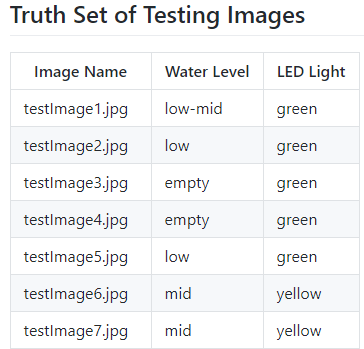 Truth Set of Testing Images
Image Name Water Level LED Light
testImage1.jpg low-mid green
testImage2.jpg low green
testImage3.jpg empty green
testImage4.jpg empty green
testImage5.jpg low green
testImage6.jpg mid yellow
testImage7.jpg mid yellow